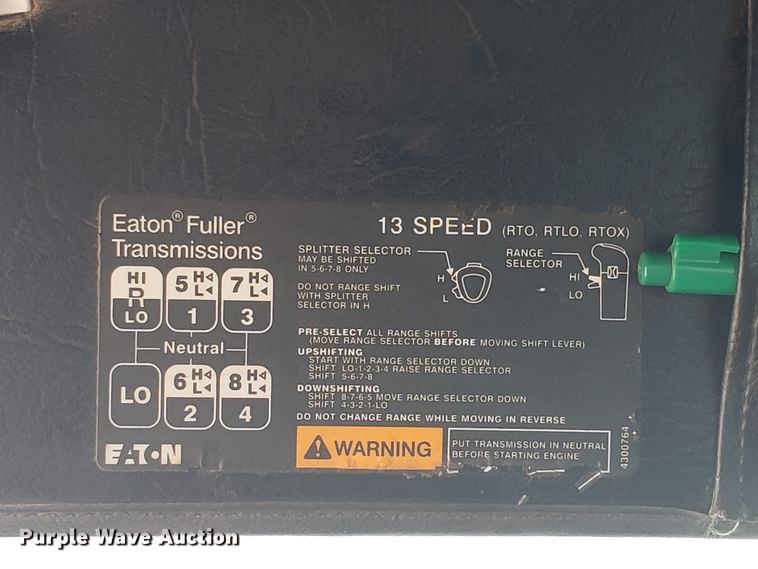 Eaton® Fuller®
Transmissions
13 SPEED (RTO, RTLO, RTOX)
HI
R
LO
5 H L
1
7 H L
3
Neutral
LO
6 H L
2
8 H L
4
EATON
SPLITTER SELECTOR
MAY BE SHIFTED
IN 5-6-7-8 ONLY
DO NOT RANGE SHIFT
WITH SPLITTER
SELECTOR IN H
H
L
RANGE
SELECTOR
HI
LO
PRE-SELECT ALL RANGE SHIFTS
(MOVE RANGE SELECTOR BEFORE MOVING SHIFT LEVER)
UPSHIFTING
START WITH RANGE SELECTOR DOWN
SHIFT LO-1-2-3-4 RAISE RANGE SELECTOR
SHIFT 5-6-7-8
DOWNSHIFTING
SHIFT 8-7-6-5 MOVE RANGE SELECTOR DOWN
SHIFT 4-3-2-1-LO
DO NOT CHANGE RANGE WHILE MOVING IN REVERSE
WARNING
PUT TRANSMISSION IN NEUTRAL
BEFORE STARTING ENGINE
4300764
Purple Wave Auction